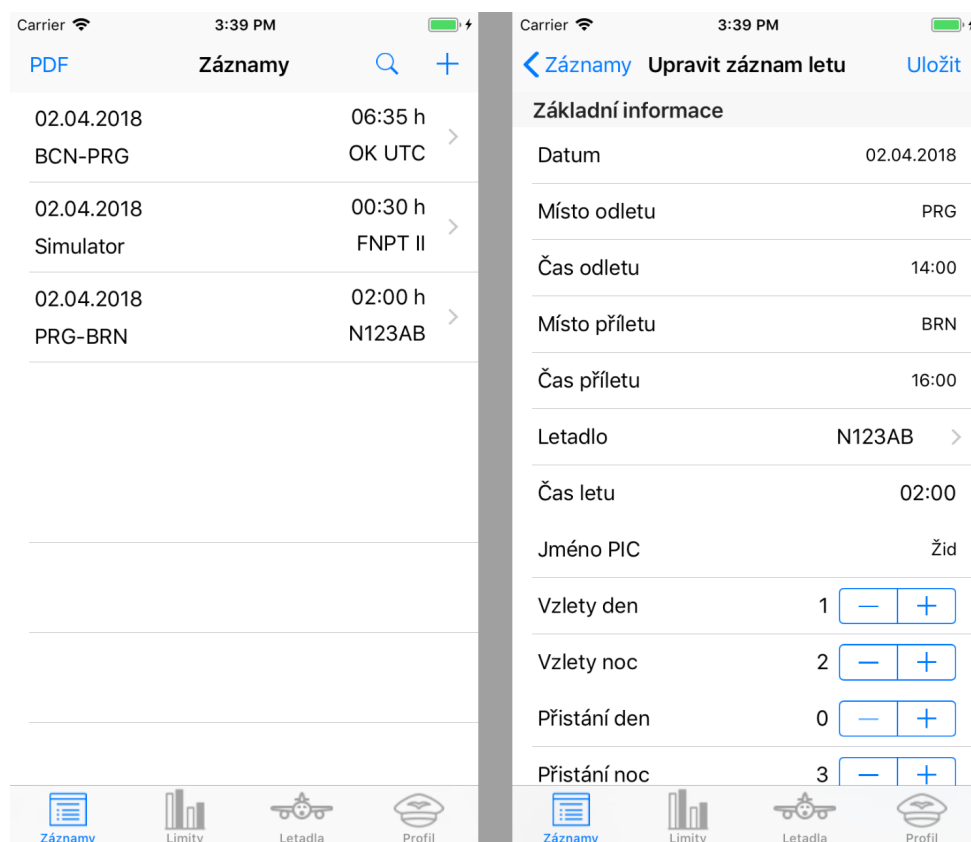 Carrier 3:39 PM
PDF Záznamy
02.04.2018 06:35 h
BCN-PRG OK UTC
02.04.2018 00:30 h
Simulator FNPT II
02.04.2018 02:00 h
PRG-BRN N123AB
Záznamy Limity Letadla Profil
Carrier 3:39 PM
Záznamy Upravit záznam letu Uložit
Základní informace
Datum 02.04.2018
Místo odletu PRG
Čas odletu 14:00
Místo příletu BRN
Čas příletu 16:00
Letadlo N123AB
Čas letu 02:00
Jméno PIC Žid
Vzlety den 1
Vzlety noc 2
Přistání den 0
Přistání noc 3
Záznamy Limity Letadla Profil